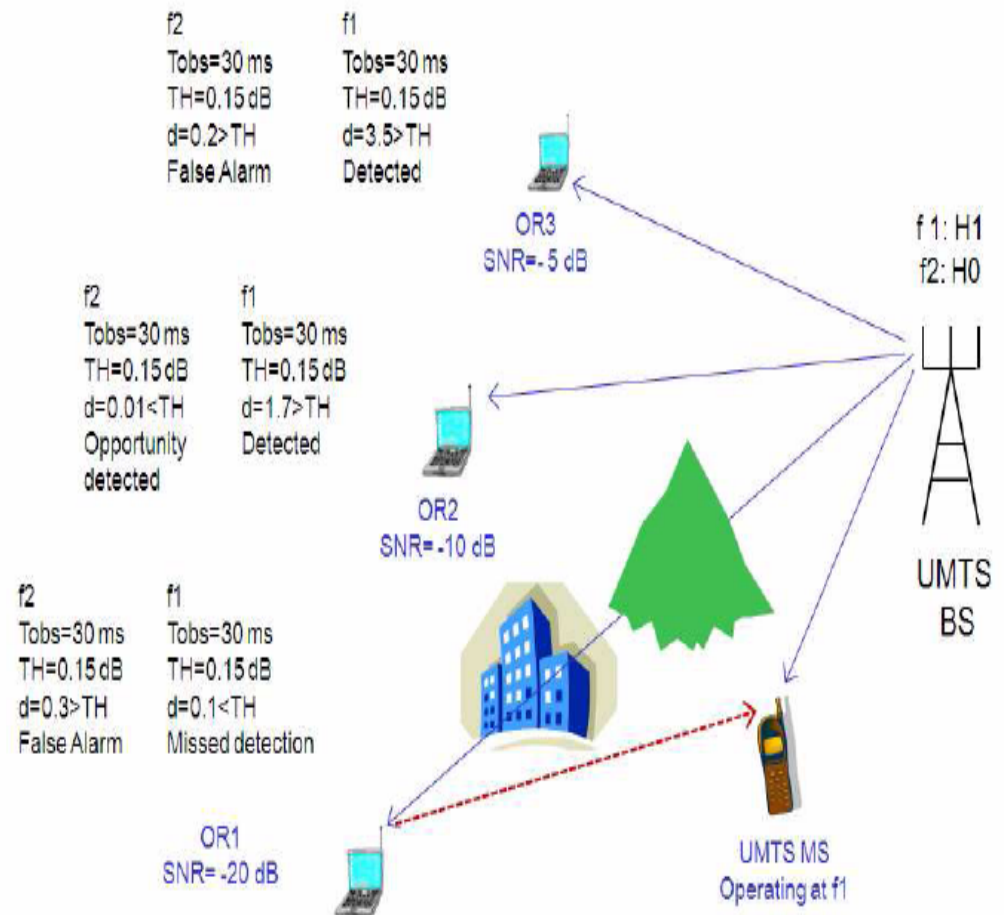 f2
Tobs=30 ms
TH=0.15 dB
d=0.2>TH
False Alarm
f1
Tobs=30 ms
TH=0.15 dB
d=3.5>TH
Detected
OR3
SNR=- 5 dB
f 1: H1
f2: H0
f2
Tobs=30 ms
TH=0.15 dB
d=0.01<TH
Opportunity
detected
f1
Tobs=30 ms
TH=0.15 dB
d=1.7>TH
Detected
OR2
SNR= -10 dB
UMTS
BS
f2
Tobs=30 ms
TH=0.15 dB
d=0.3>TH
False Alarm
f1
Tobs=30 ms
TH=0.15 dB
d=0.1<TH
Missed detection
OR1
SNR= -20 dB
UMTS MS
Operating at f1